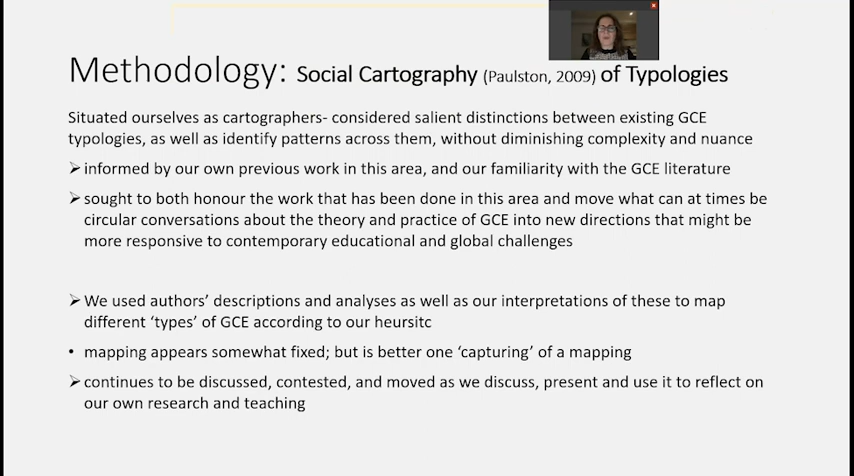 Methodology: Social Cartography (Paulston, 2009) of Typologies
Situated ourselves as cartographers- considered salient distinctions between existing GCE
typologies, as well as identify patterns across them, without diminishing complexity and nuance
➢informed by our own previous work in this area, and our familiarity with the GCE literature
➢sought to both honour the work that has been done in this area and move what can at times be
circular conversations about the theory and practice of GCE into new directions that might be
more responsive to contemporary educational and global challenges
➢We used authors’ descriptions and analyses as well as our interpretations of these to map
different ‘types’ of GCE according to our heursitc
• mapping appears somewhat fixed; but is better one ‘capturing’ of a mapping
➢continues to be discussed, contested, and moved as we discuss, present and use it to reflect on
our own research and teaching